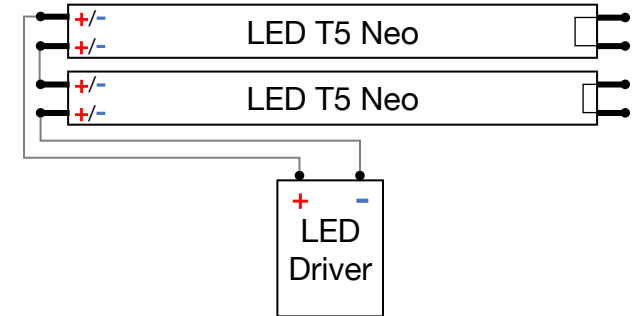 +/-
LED T5 Neo
+/-
+/-
LED T5 Neo
+/-
+ -
LED
Driver